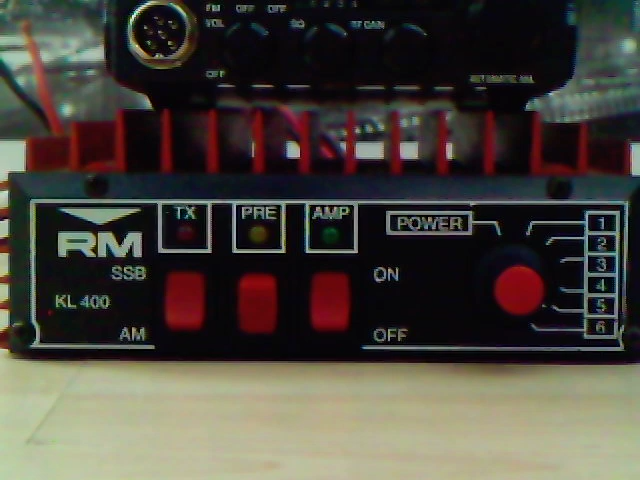 FM OFF OFF
VOL SQ RF GAIN
OFF
TX PRE AMP POWER 1
RM 2
SSB ON 3
KL 400 4
5
AM OFF 6